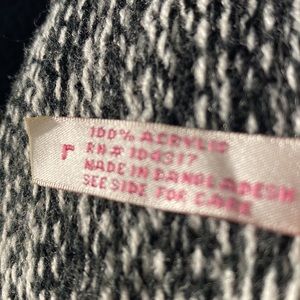 100% ACRYLIC
RN# 104317
MADE IN BANGLADESH
SEE SIDE FOR CARE